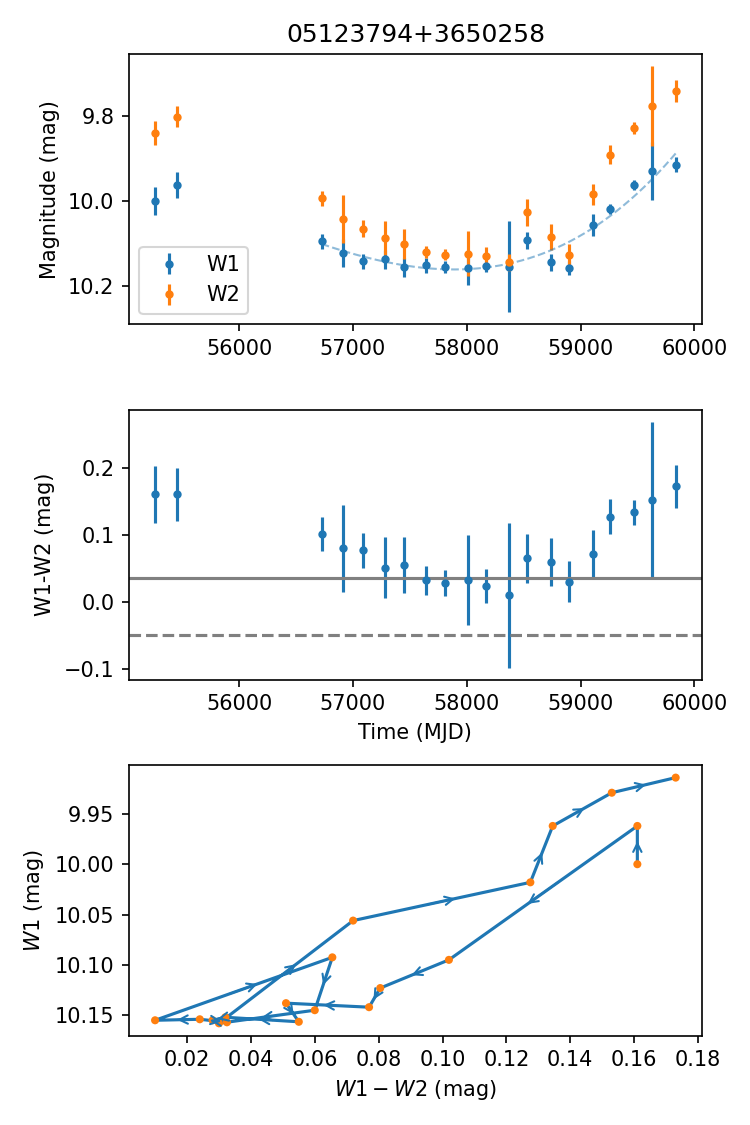 05123794+3650258
Magnitude (mag)
9.8
10.0
10.2
W1
W2
56000 57000 58000 59000 60000
W1-W2 (mag)
0.2
0.1
0.0
−0.1
56000 57000 58000 59000 60000
Time (MJD)
W1 (mag)
9.95
10.00
10.05
10.10
10.15
0.02 0.04 0.06 0.08 0.10 0.12 0.14 0.16 0.18
W1 − W2 (mag)